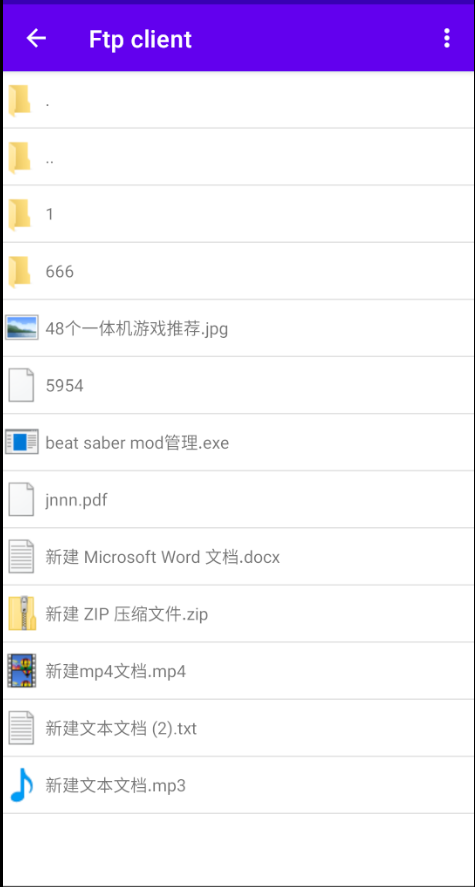 Ftp client
.
..
1
666
48个一体机游戏推荐.jpg
5954
beat saber mod管理.exe
jnnn.pdf
新建 Microsoft Word 文档.docx
新建 ZIP 压缩文件.zip
新建mp4文档.mp4
新建文本文档 (2).txt
新建文本文档.mp3